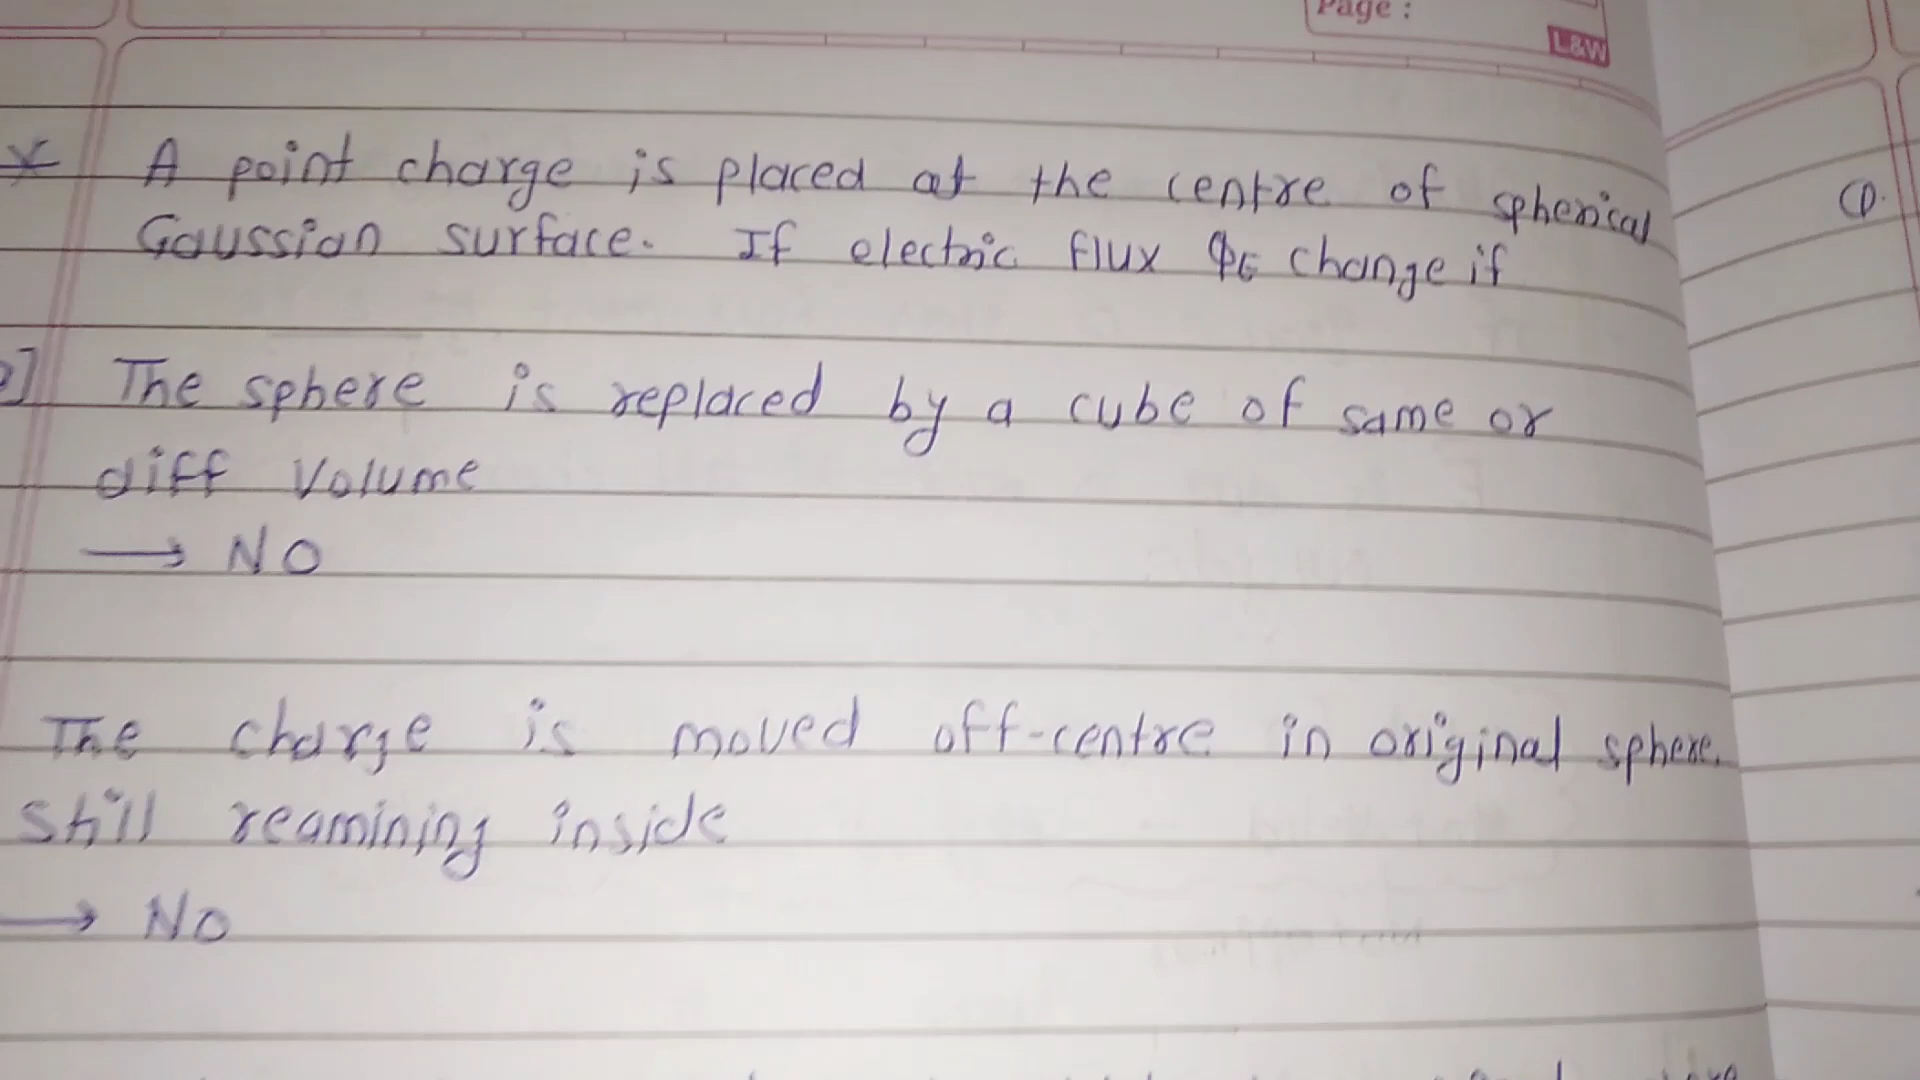 Page :
L&W
A point charge is placed at the centre of spherical
Gaussian surface. If electric flux ΦE change if
The sphere is replaced by a cube of same or
diff Volume
→ NO
The charge is moved off-centre in original sphere.
still reamining inside
→ No